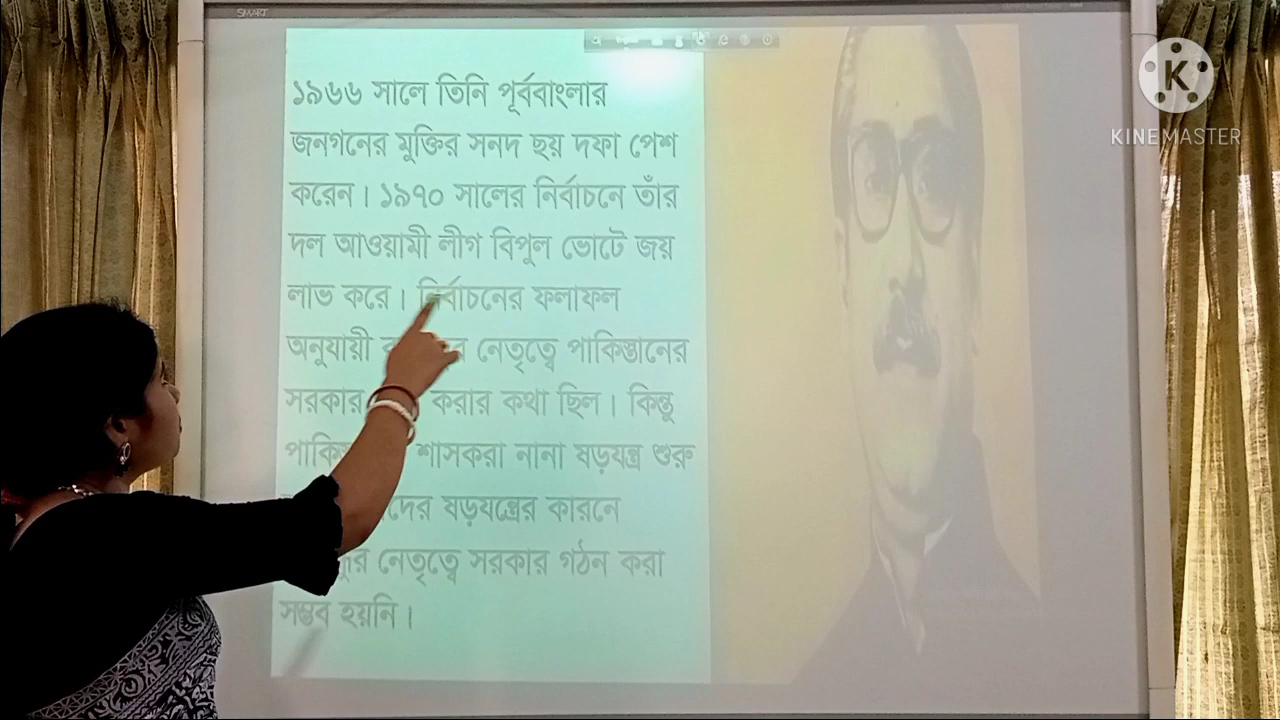 SMART
১৯৬৬ সালে তিনি পূর্ববাংলার
জনগনের মুক্তির সনদ ছয় দফা পেশ
করেন। ১৯৭০ সালের নির্বাচনে তাঁর
দল আওয়ামী লীগ বিপুল ভোটে জয়
লাভ করে। নির্বাচনের ফলাফল
অনুযায়ী নেতৃত্বে পাকিস্তানের
সরকার করার কথা ছিল। কিন্তু
শাসকরা নানা ষড়যন্ত্র শুরু
ষড়যন্ত্রের কারনে
নেতৃত্বে সরকার গঠন করা
সম্ভব হয়নি।
K
KINEMASTER